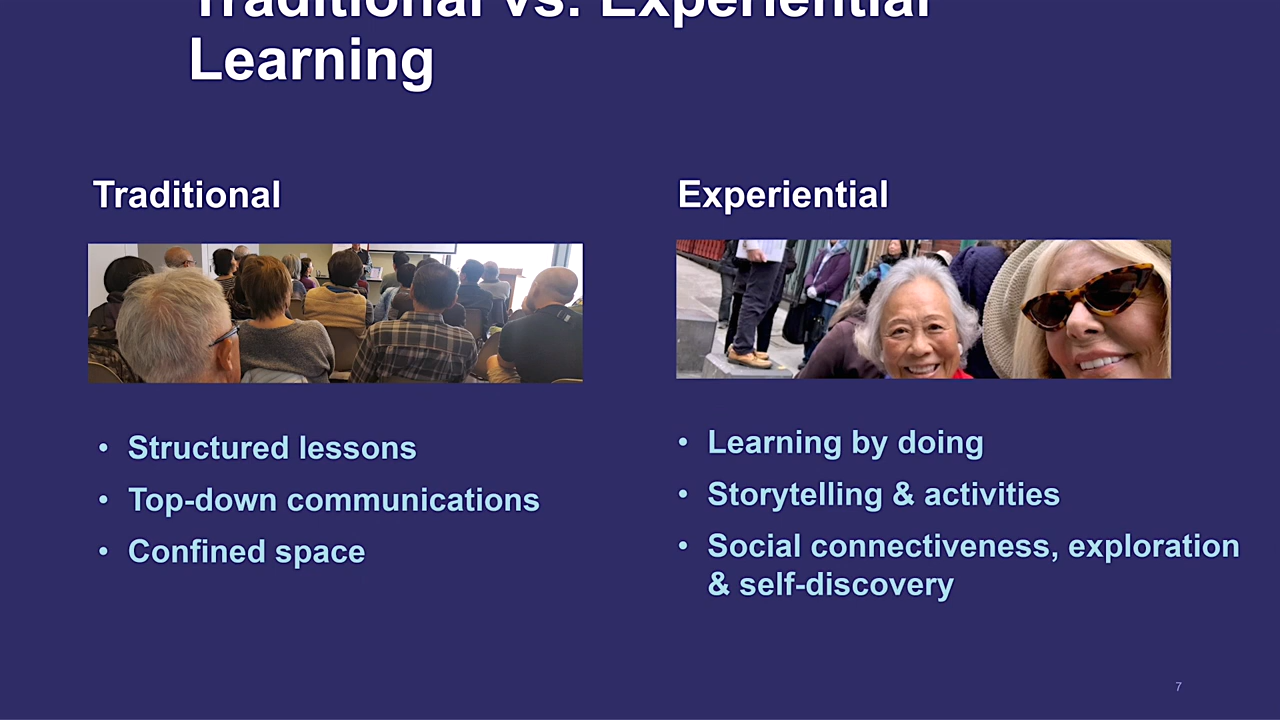 Traditional vs. Experiential
Learning
Traditional
Experiential
• Structured lessons
• Top-down communications
• Confined space
• Learning by doing
• Storytelling & activities
• Social connectiveness, exploration
& self-discovery
7